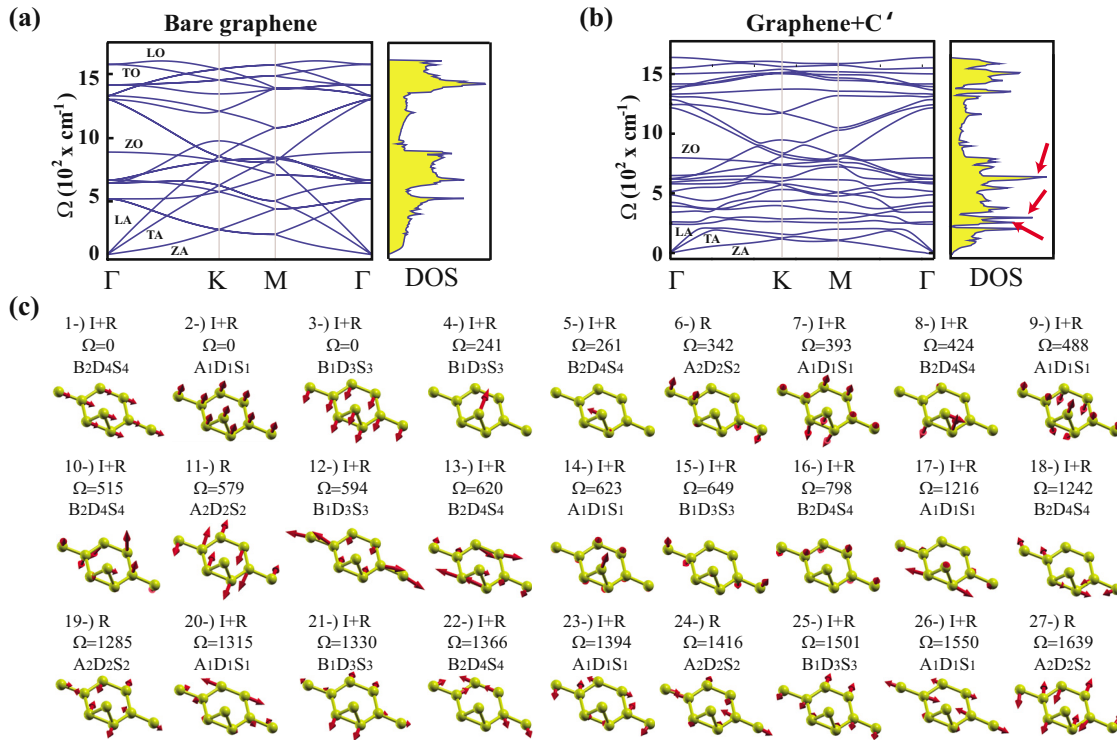 (a)
Bare graphene
Ω (10² x cm⁻¹)
15
10
5
0
LO
TO
ZO
LA
TA
ZA
Γ K M Γ
DOS
(b)
Graphene+C′
Ω (10² x cm⁻¹)
15
10
5
0
ZO
LA
TA
ZA
Γ K M Γ
DOS
(c)
1-) I+R 2-) I+R 3-) I+R 4-) I+R 5-) I+R 6-) R 7-) I+R 8-) I+R 9-) I+R
Ω=0 Ω=0 Ω=0 Ω=241 Ω=261 Ω=342 Ω=393 Ω=424 Ω=488
B2D4S4 A1D1S1 B1D3S3 B1D3S3 B2D4S4 A2D2S2 A1D1S1 B2D4S4 A1D1S1
10-) I+R 11-) R 12-) I+R 13-) I+R 14-) I+R 15-) I+R 16-) I+R 17-) I+R 18-) I+R
Ω=515 Ω=579 Ω=594 Ω=620 Ω=623 Ω=649 Ω=798 Ω=1216 Ω=1242
B2D4S4 A2D2S2 B1D3S3 B2D4S4 A1D1S1 B1D3S3 B2D4S4 A1D1S1 B2D4S4
19-) R 20-) I+R 21-) I+R 22-) I+R 23-) I+R 24-) R 25-) I+R 26-) I+R 27-) R
Ω=1285 Ω=1315 Ω=1330 Ω=1366 Ω=1394 Ω=1416 Ω=1501 Ω=1550 Ω=1639
A2D2S2 A1D1S1 B1D3S3 B2D4S4 A1D1S1 A2D2S2 B1D3S3 A1D1S1 A2D2S2